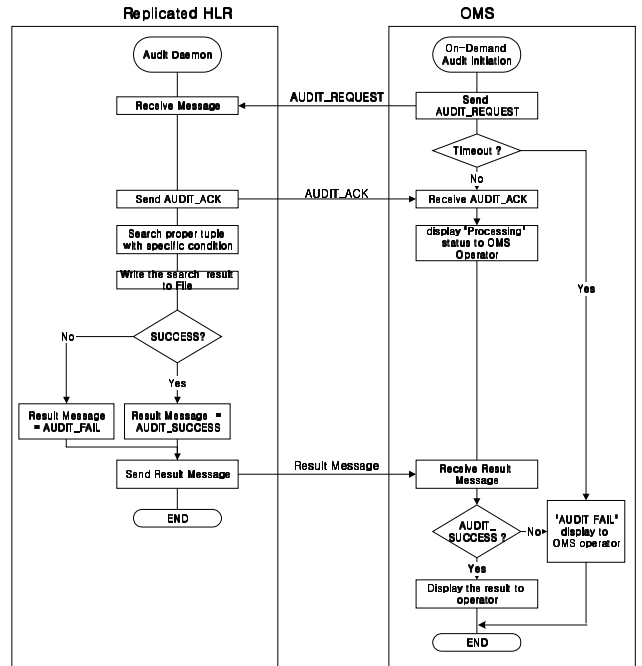 Replicated HLR
OMS
Audit Daemon
On-Demand
Audit Initiation
Receive Message
AUDIT_REQUEST
Send
AUDIT_REQUEST
Timeout ?
No
Send AUDIT_ACK
AUDIT_ACK
Receive AUDIT_ACK
Search proper tuple
with specific condition
display "Processing"
status to OMS
Operator
Write the search result
to File
Yes
No
SUCCESS?
Yes
Result Message
= AUDIT_FAIL
Result Message =
AUDIT_SUCCESS
Send Result Message
Result Message
Receive Result
Message
END
AUDIT_
SUCCESS ?
No
"AUDIT FAIL"
display to
OMS operator
Yes
Display the result to
operator
END